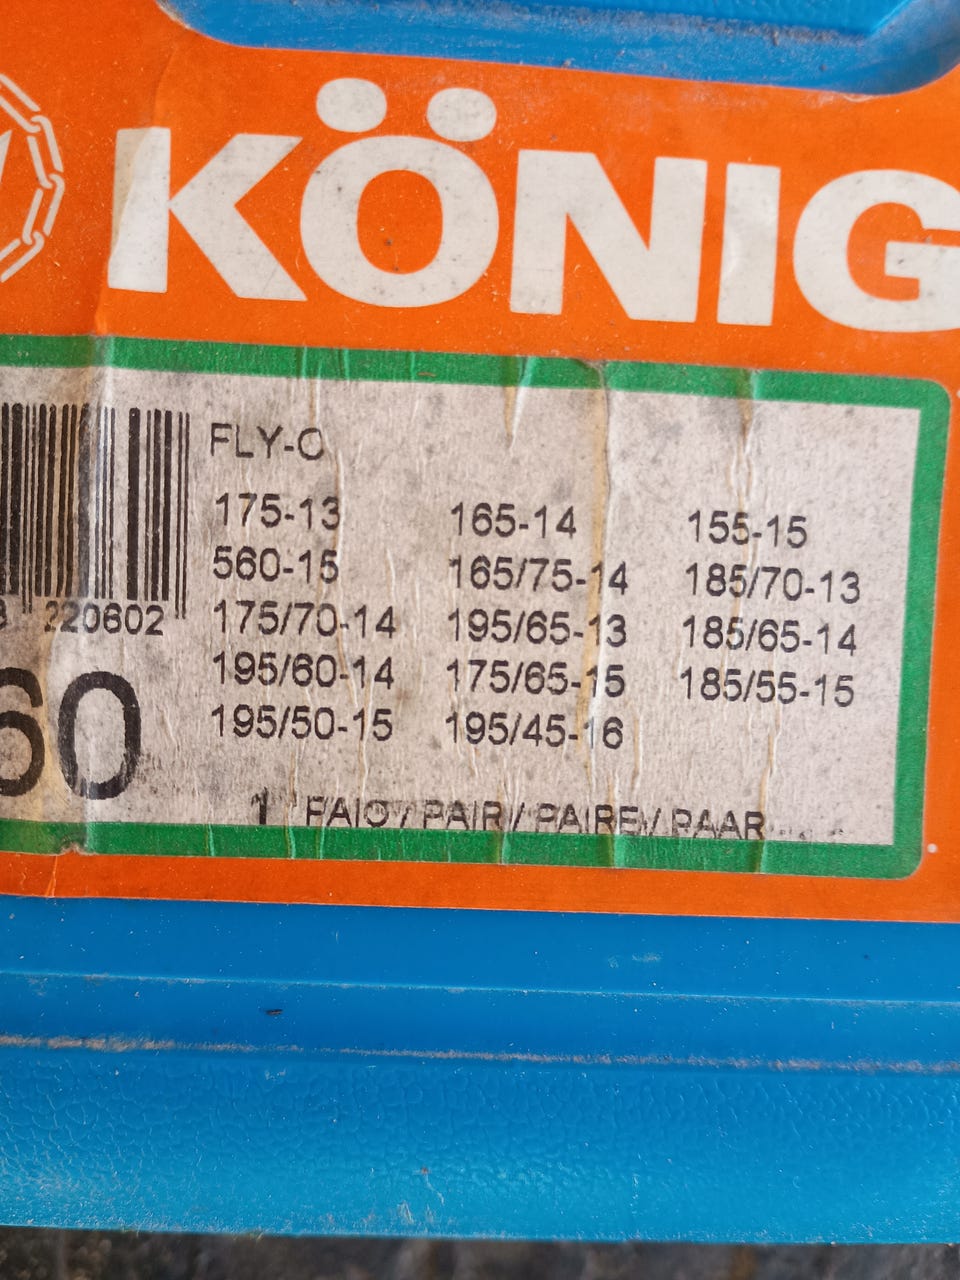 KÖNIG
FLY-O
175-13 165-14 155-15
560-15 165/75-14 185/70-13
175/70-14 195/65-13 185/65-14
195/60-14 175/65-15 185/55-15
195/50-15 195/45-16
220602
60
1 PAIO / PAIR / PAIRE / PAAR